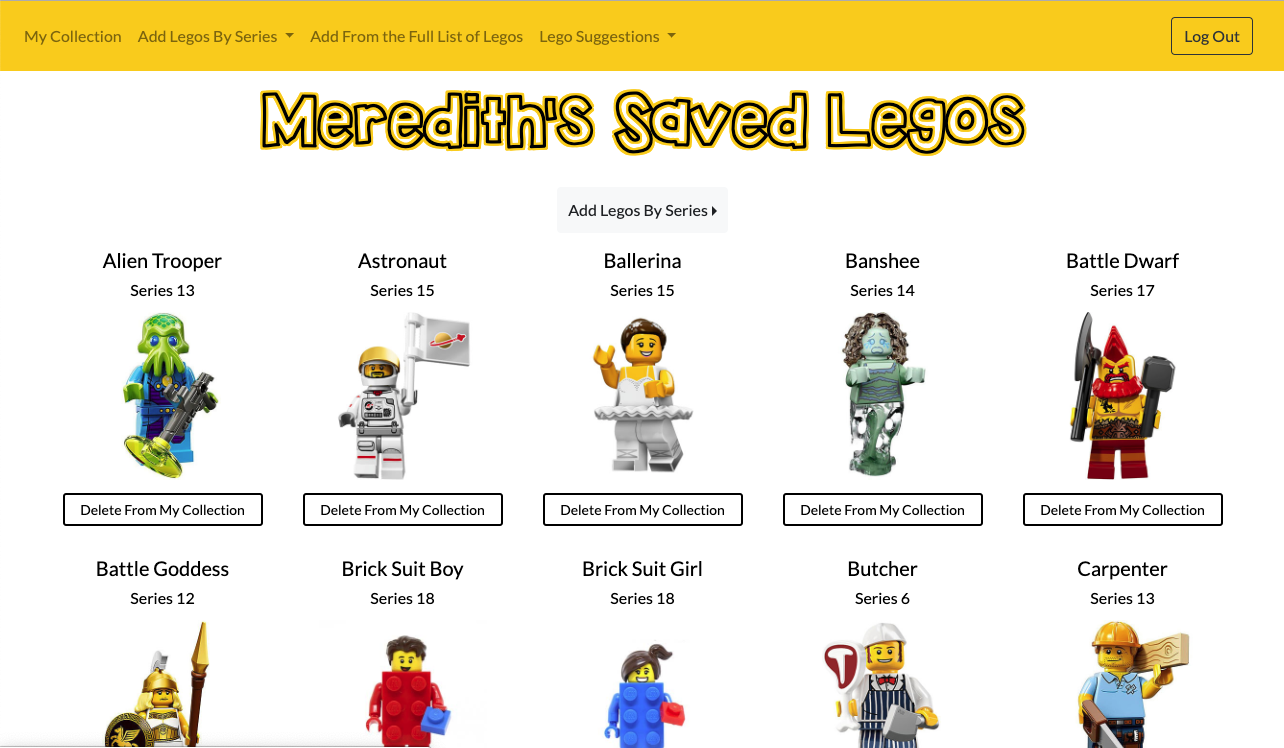 My Collection Add Legos By Series Add From the Full List of Legos Lego Suggestions Log Out
Meredith's Saved Legos
Add Legos By Series
Alien Trooper Astronaut Ballerina Banshee Battle Dwarf
Series 13 Series 15 Series 15 Series 14 Series 17
Delete From My Collection Delete From My Collection Delete From My Collection Delete From My Collection Delete From My Collection
Battle Goddess Brick Suit Boy Brick Suit Girl Butcher Carpenter
Series 12 Series 18 Series 18 Series 6 Series 13